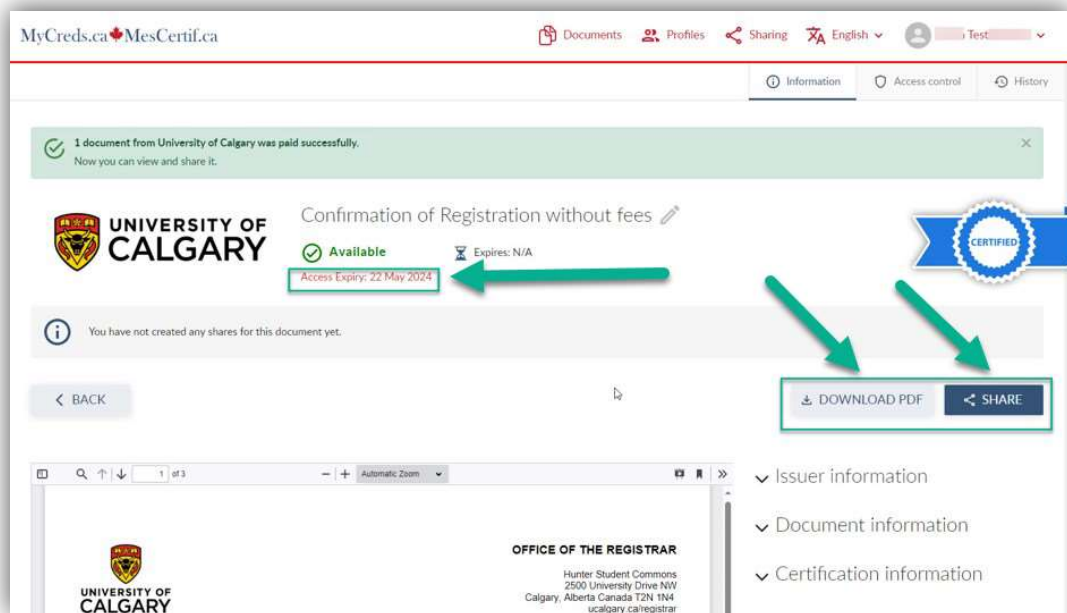 MyCreds.ca MesCertif.ca
Documents Profiles Sharing English Test
Information Access control History
1 document from University of Calgary was paid successfully.
Now you can view and share it.
UNIVERSITY OF
CALGARY
Confirmation of Registration without fees
Available Expires: N/A
Access Expiry: 22 May 2024
CERTIFIED
You have not created any shares for this document yet.
BACK
DOWNLOAD PDF SHARE
1 of 3 Automatic Zoom
Issuer information
Document information
Certification information
UNIVERSITY OF
CALGARY
OFFICE OF THE REGISTRAR
Hunter Student Commons
2500 University Drive NW
Calgary, Alberta Canada T2N 1N4
ucalgary.ca/registrar